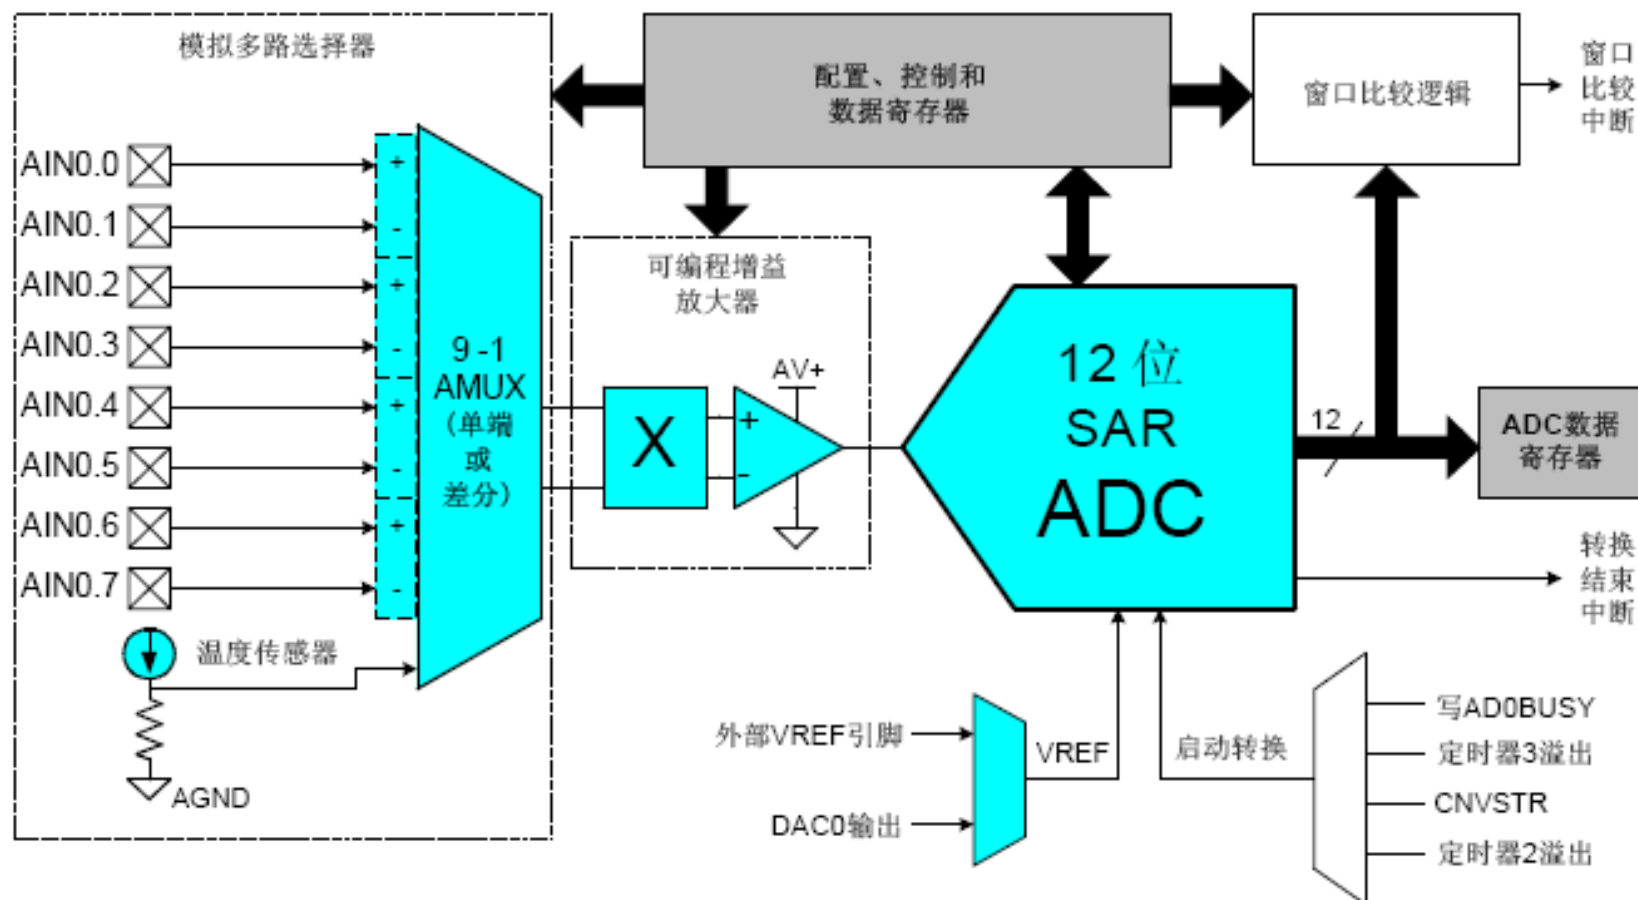 模拟多路选择器
配置、控制和
数据寄存器
窗口比较逻辑
窗口
比较
中断
AIN0.0
AIN0.1
AIN0.2
AIN0.3
AIN0.4
AIN0.5
AIN0.6
AIN0.7
+
-
+
-
+
-
+
-
9 -1
AMUX
(单端
或
差分)
温度传感器
AGND
可编程增益
放大器
X
AV+
+
-
12 位
SAR
ADC
12
ADC数据
寄存器
转换
结束
中断
外部VREF引脚
DAC0输出
VREF
启动转换
写AD0BUSY
定时器3溢出
CNVSTR
定时器2溢出